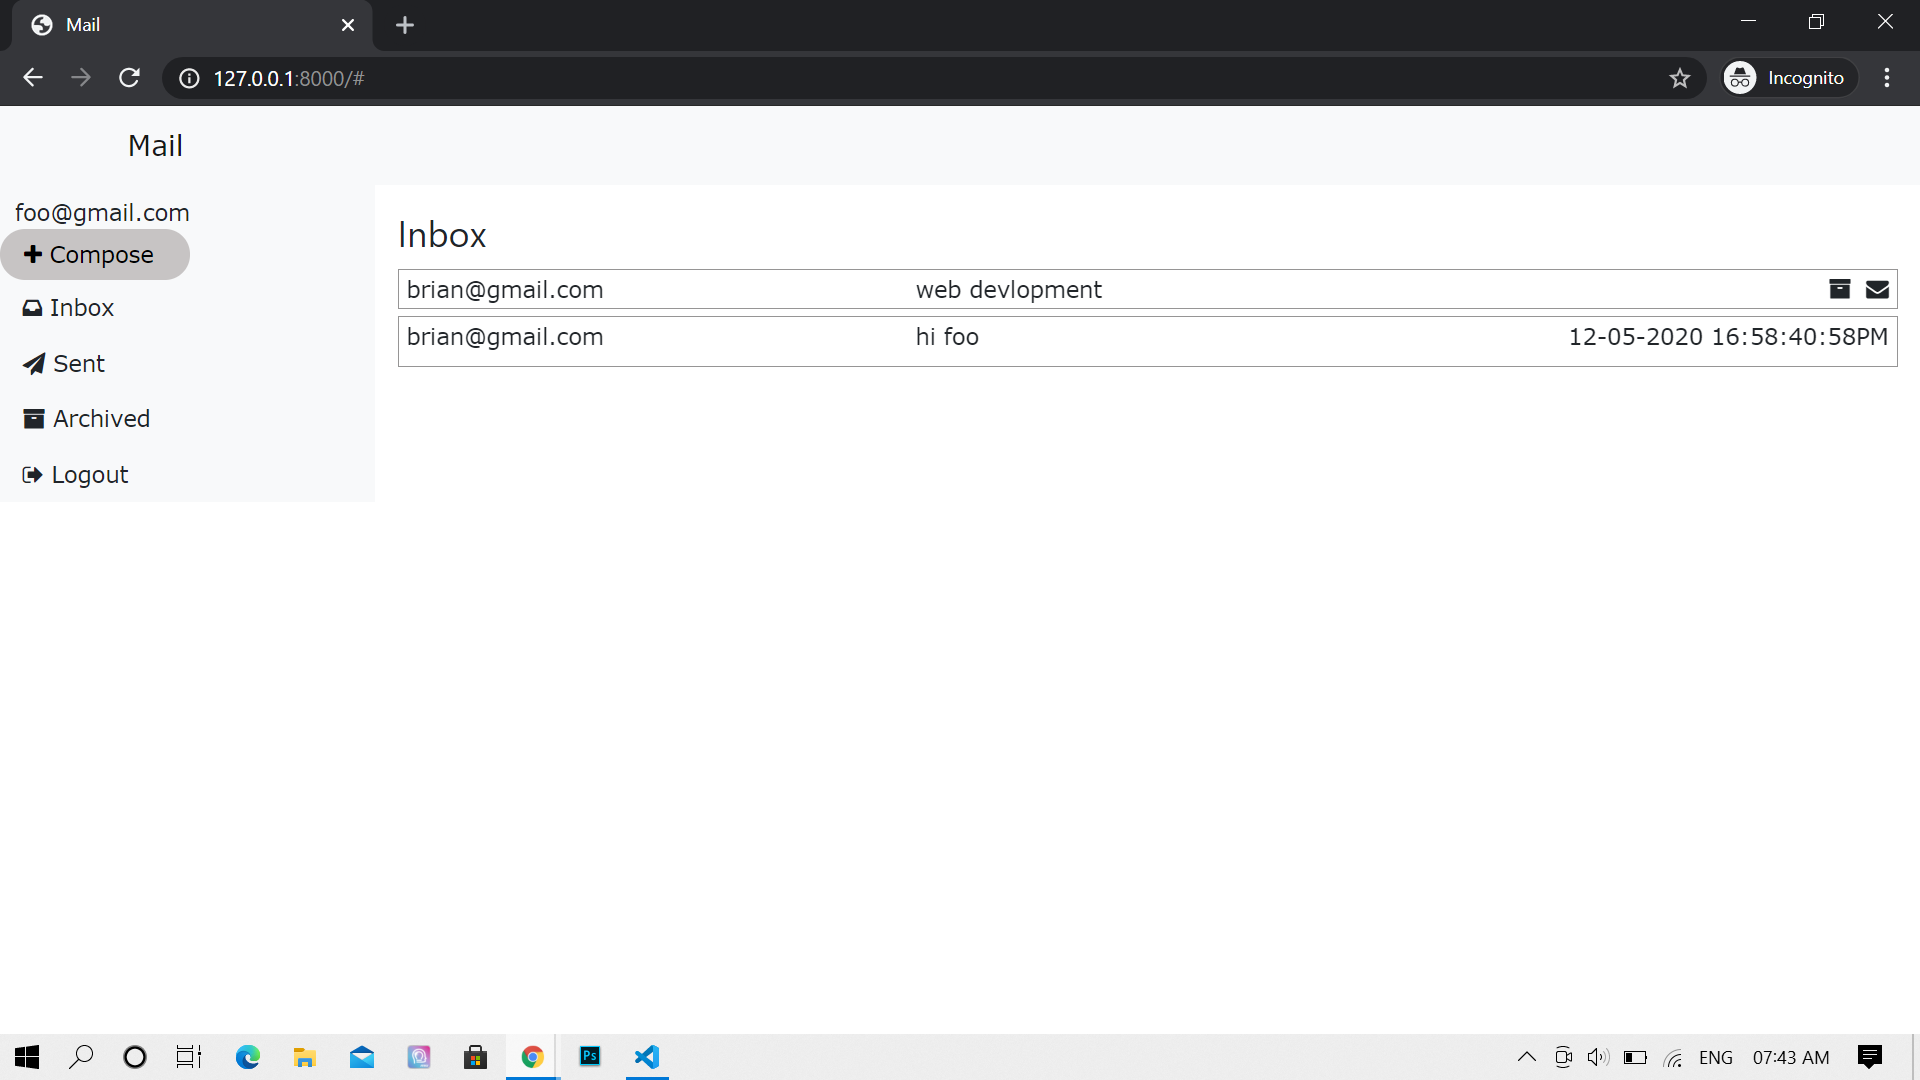 Mail
127.0.0.1:8000/#
Incognito
Mail
foo@gmail.com
Compose
Inbox
Sent
Archived
Logout
Inbox
brian@gmail.com web devlopment
brian@gmail.com hi foo 12-05-2020 16:58:40:58PM
Ps
ENG 07:43 AM